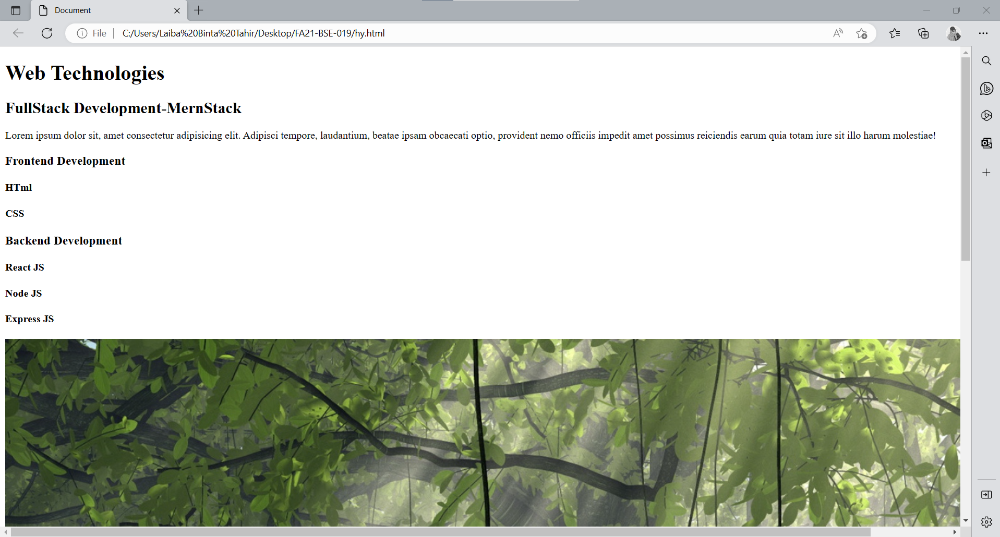 Document
File
C:/Users/Laiba%20Binta%20Tahir/Desktop/FA21-BSE-019/hy.html
Web Technologies
FullStack Development-MernStack
Lorem ipsum dolor sit, amet consectetur adipisicing elit. Adipisci tempore, laudantium, beatae ipsam obcaecati optio, provident nemo officiis impedit amet possimus reiciendis earum quia totam iure sit illo harum molestiae!
Frontend Development
HTml
CSS
Backend Development
React JS
Node JS
Express JS